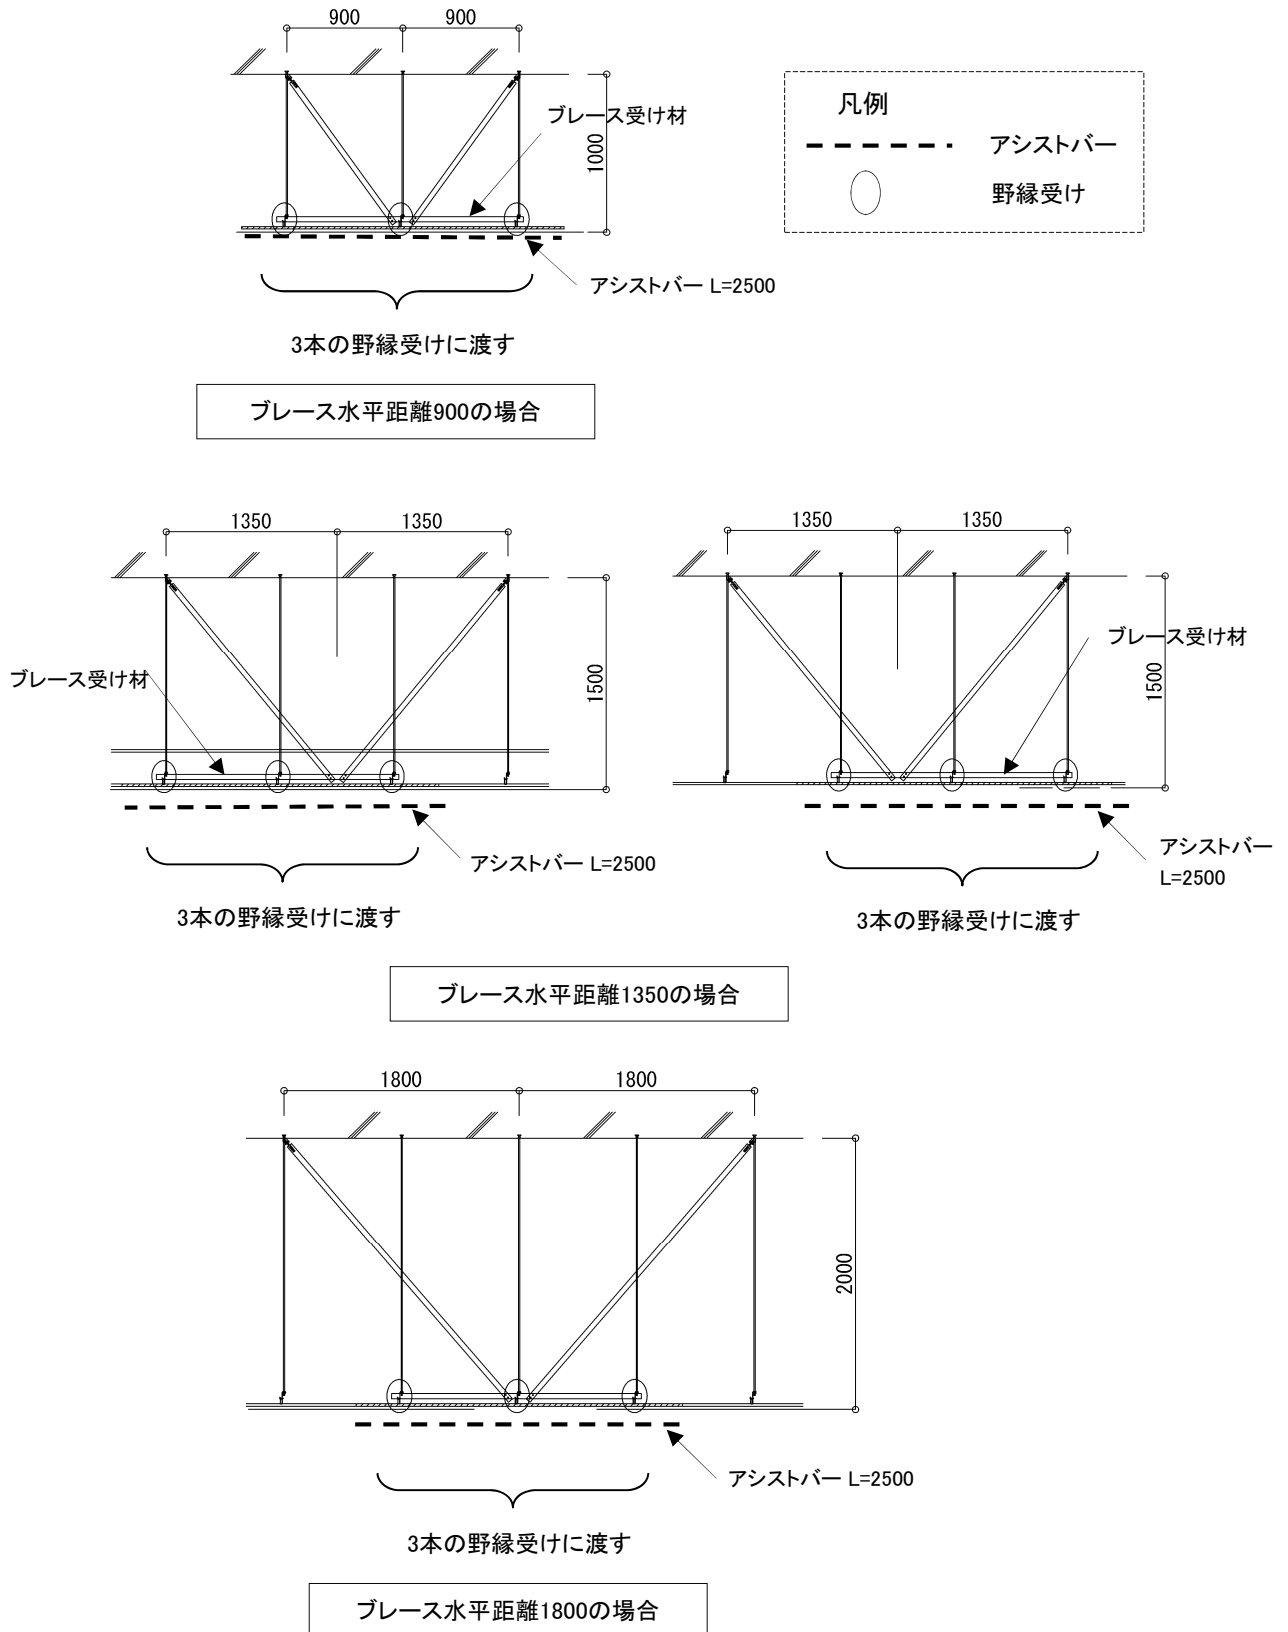 900
900
ブレース受け材
1000
凡例
アシストバー
野縁受け
アシストバー L=2500
3本の野縁受けに渡す
ブレース水平距離900の場合
1350
1350
ブレース受け材
1500
アシストバー L=2500
3本の野縁受けに渡す
1350
1350
ブレース受け材
1500
アシストバー
L=2500
3本の野縁受けに渡す
ブレース水平距離1350の場合
1800
1800
2000
アシストバー L=2500
3本の野縁受けに渡す
ブレース水平距離1800の場合